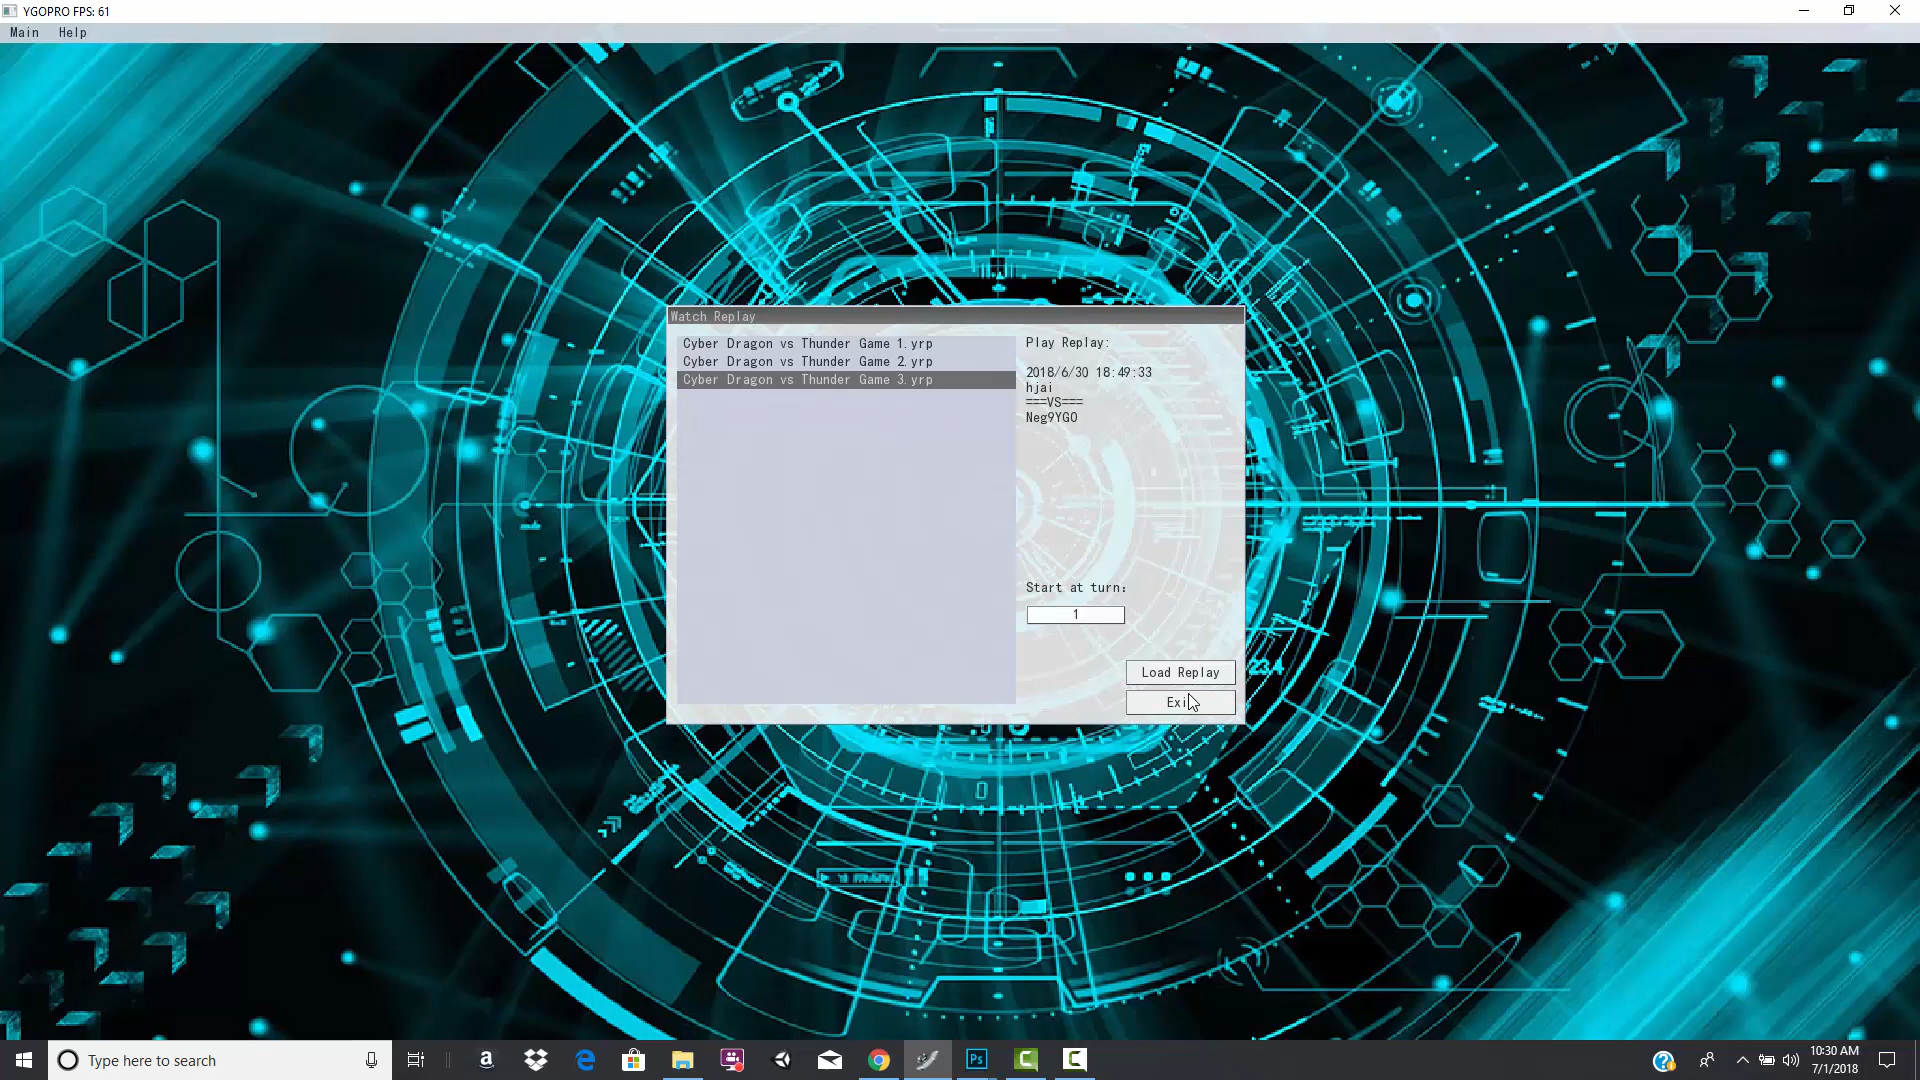 YGOPRO FPS: 61
Main Help
Watch Replay
Cyber Dragon vs Thunder Game 1.yrp
Cyber Dragon vs Thunder Game 2.yrp
Cyber Dragon vs Thunder Game 3.yrp
Play Replay:
2018/6/30 18:49:33
hjai
===VS===
Neg9YGO
Start at turn:
1
Load Replay
Exi
Type here to search
Ps
10:30 AM
7/1/2018